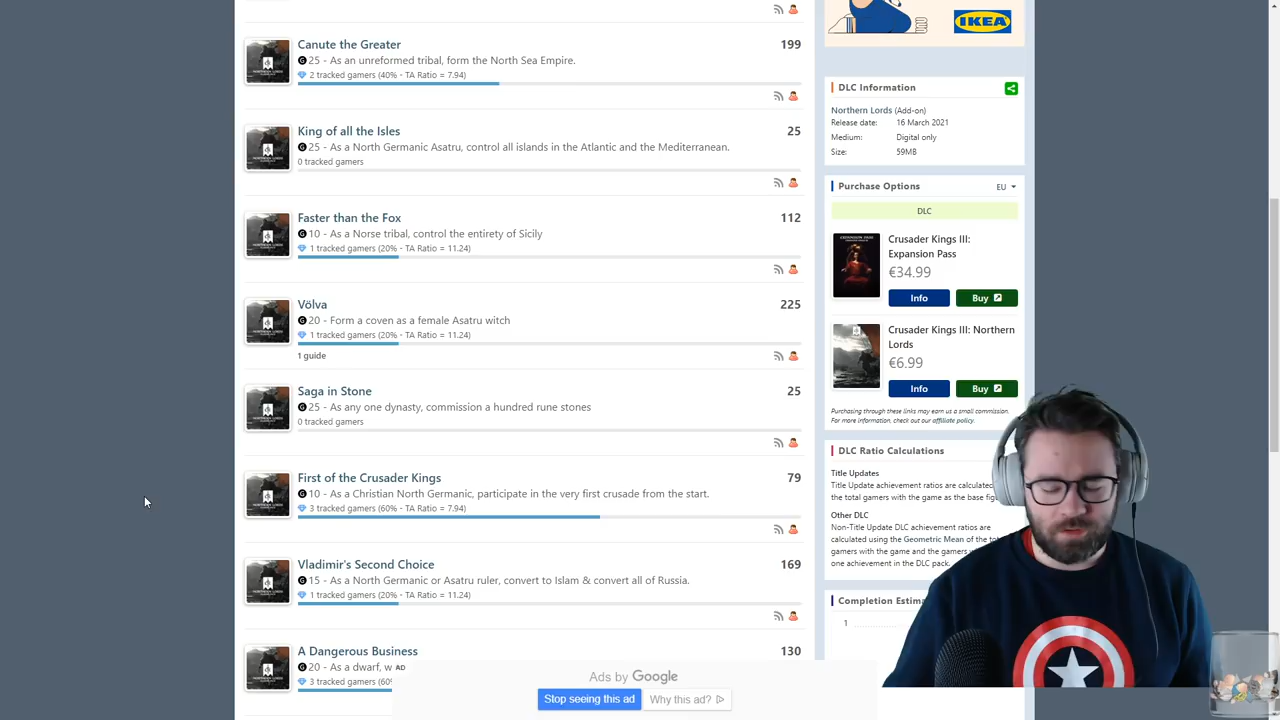 IKEA
Canute the Greater
199
25 - As an unreformed tribal, form the North Sea Empire.
2 tracked gamers (40% - TA Ratio = 7.94)
King of all the Isles
25
25 - As a North Germanic Asatru, control all islands in the Atlantic and the Mediterranean.
0 tracked gamers
Faster than the Fox
112
10 - As a Norse tribal, control the entirety of Sicily
1 tracked gamers (20% - TA Ratio = 11.24)
Völva
225
20 - Form a coven as a female Asatru witch
1 tracked gamers (20% - TA Ratio = 11.24)
1 guide
Saga in Stone
25
25 - As any one dynasty, commission a hundred rune stones
0 tracked gamers
First of the Crusader Kings
79
10 - As a Christian North Germanic, participate in the very first crusade from the start.
3 tracked gamers (60% - TA Ratio = 7.94)
Vladimir's Second Choice
169
15 - As a North Germanic or Asatru ruler, convert to Islam & convert all of Russia.
1 tracked gamers (20% - TA Ratio = 11.24)
A Dangerous Business
130
20 - As a dwarf, w
3 tracked gamers (60%
AD
Ads by Google
Stop seeing this ad
Why this ad?
DLC Information
Northern Lords (Add-on)
Release date: 16 March 2021
Medium: Digital only
Size: 59MB
Purchase Options
EU
DLC
Crusader Kings III:
Expansion Pass
€34.99
Info
Buy
Crusader Kings III: Northern
Lords
€6.99
Info
Buy
Purchasing through these links may earn us a small commission.
For more information, check out our affiliate policy.
DLC Ratio Calculations
Title Updates
Title Update achievement ratios are calculated
the total gamers with the game as the base
Other DLC
Non-Title Update DLC achievement ratios are
calculated using the Geometric Mean of the
gamers with the game and the gamers
one achievement in the DLC pack.
Completion
1